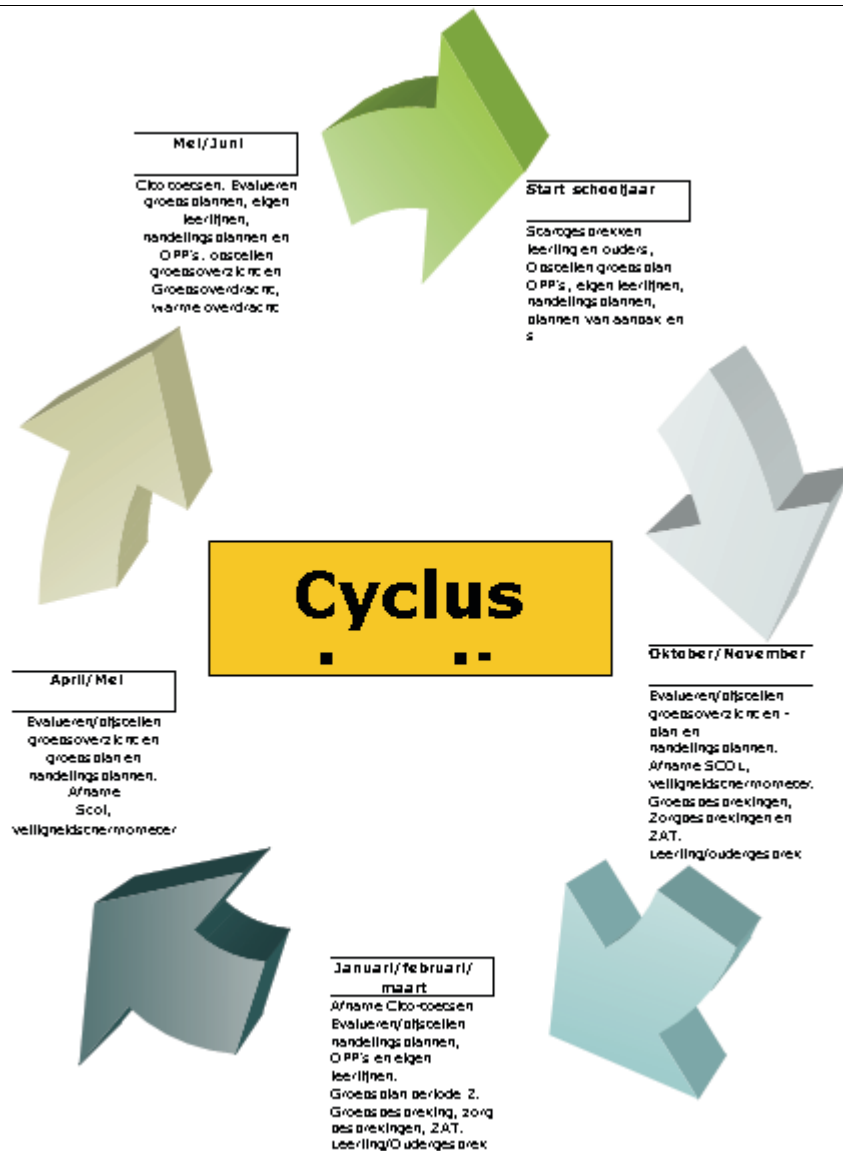 Mei/Juni
Cito-toetsen. Evalueren
groepsplannen, eigen
leerlijnen,
handelingsplannen en
OPP's. opstellen
groepsoverzicht en
Groepsoverdracht,
warme overdracht
Start schooljaar
Startgesprekken
leerling en ouders,
Opstellen groepsplan
OPP's, eigen leerlijnen,
handelingsplannen,
plannen van aanpak en
s
Cyclus
Oktober/November
Evalueren/bijstellen
groepsoverzicht en -
plan en
handelingsplannen.
Afname SCOL,
veiligheidsthermometer.
Groepsbesprekingen,
Zorgbesprekingen en
ZAT.
Leerling/oudergesprek
April/Mei
Evalueren/bijstellen
groepsoverzicht en
groepsplan en
handelingsplannen.
Afname
Scol,
veiligheidsthermometer
Januari/februari/
maart
Afname Cito-toetsen
Evalueren/bijstellen
handelingsplannen,
OPP's en eigen
leerlijnen.
Groepsplan periode 2.
Groepsbespreking, zorg
besprekingen, ZAT.
Leerling/Oudergesprek